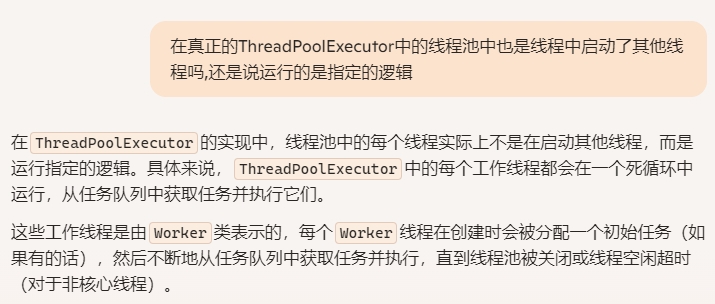 在真正的ThreadPoolExecutor中的线程池中也是线程中启动了其他线
程吗,还是说运行的是指定的逻辑
在 ThreadPoolExecutor 的实现中，线程池中的每个线程实际上不是在启动其他线程，而是
运行指定的逻辑。具体来说， ThreadPoolExecutor 中的每个工作线程都会在一个死循环中
运行，从任务队列中获取任务并执行它们。
这些工作线程是由 Worker 类表示的，每个 Worker 线程在创建时会被分配一个初始任务（如
果有的话），然后不断地从任务队列中获取任务并执行，直到线程池被关闭或线程空闲超时
（对于非核心线程）。